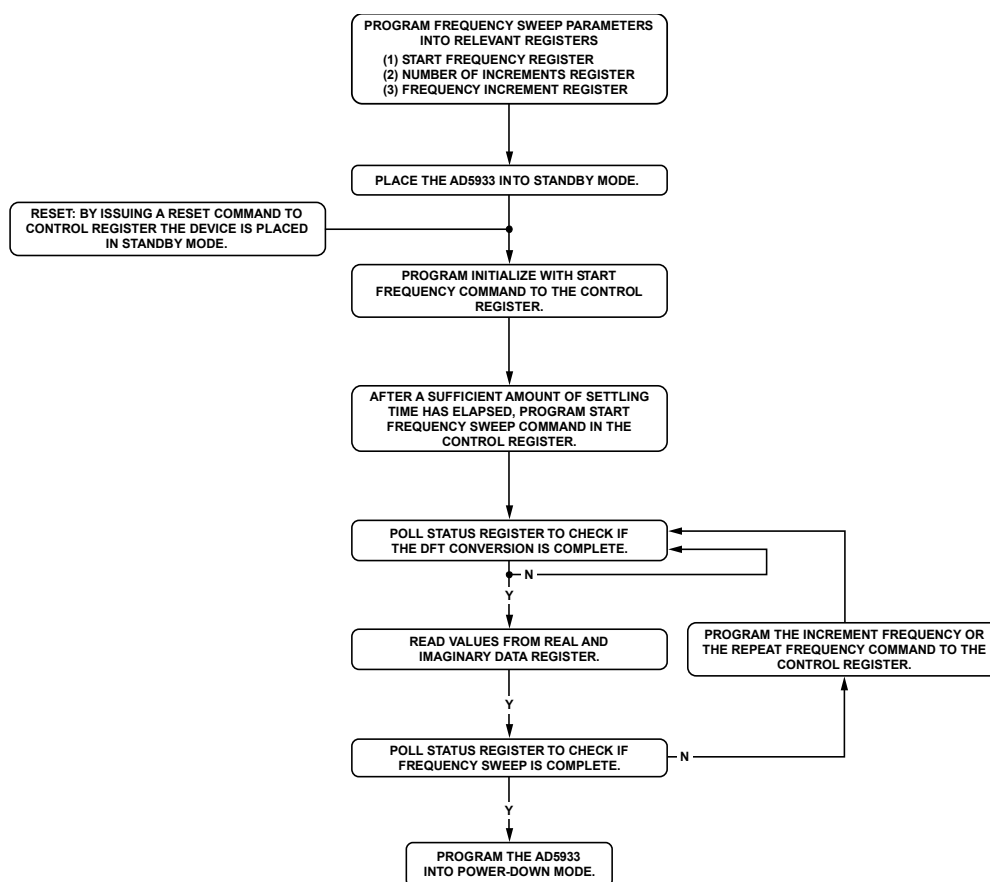 PROGRAM FREQUENCY SWEEP PARAMETERS
INTO RELEVANT REGISTERS
(1) START FREQUENCY REGISTER
(2) NUMBER OF INCREMENTS REGISTER
(3) FREQUENCY INCREMENT REGISTER
PLACE THE AD5933 INTO STANDBY MODE.
RESET: BY ISSUING A RESET COMMAND TO
CONTROL REGISTER THE DEVICE IS PLACED
IN STANDBY MODE.
PROGRAM INITIALIZE WITH START
FREQUENCY COMMAND TO THE CONTROL
REGISTER.
AFTER A SUFFICIENT AMOUNT OF SETTLING
TIME HAS ELAPSED, PROGRAM START
FREQUENCY SWEEP COMMAND IN THE
CONTROL REGISTER.
POLL STATUS REGISTER TO CHECK IF
THE DFT CONVERSION IS COMPLETE.
N
Y
READ VALUES FROM REAL AND
IMAGINARY DATA REGISTER.
PROGRAM THE INCREMENT FREQUENCY OR
THE REPEAT FREQUENCY COMMAND TO THE
CONTROL REGISTER.
Y
POLL STATUS REGISTER TO CHECK IF
FREQUENCY SWEEP IS COMPLETE.
N
Y
PROGRAM THE AD5933
INTO POWER-DOWN MODE.